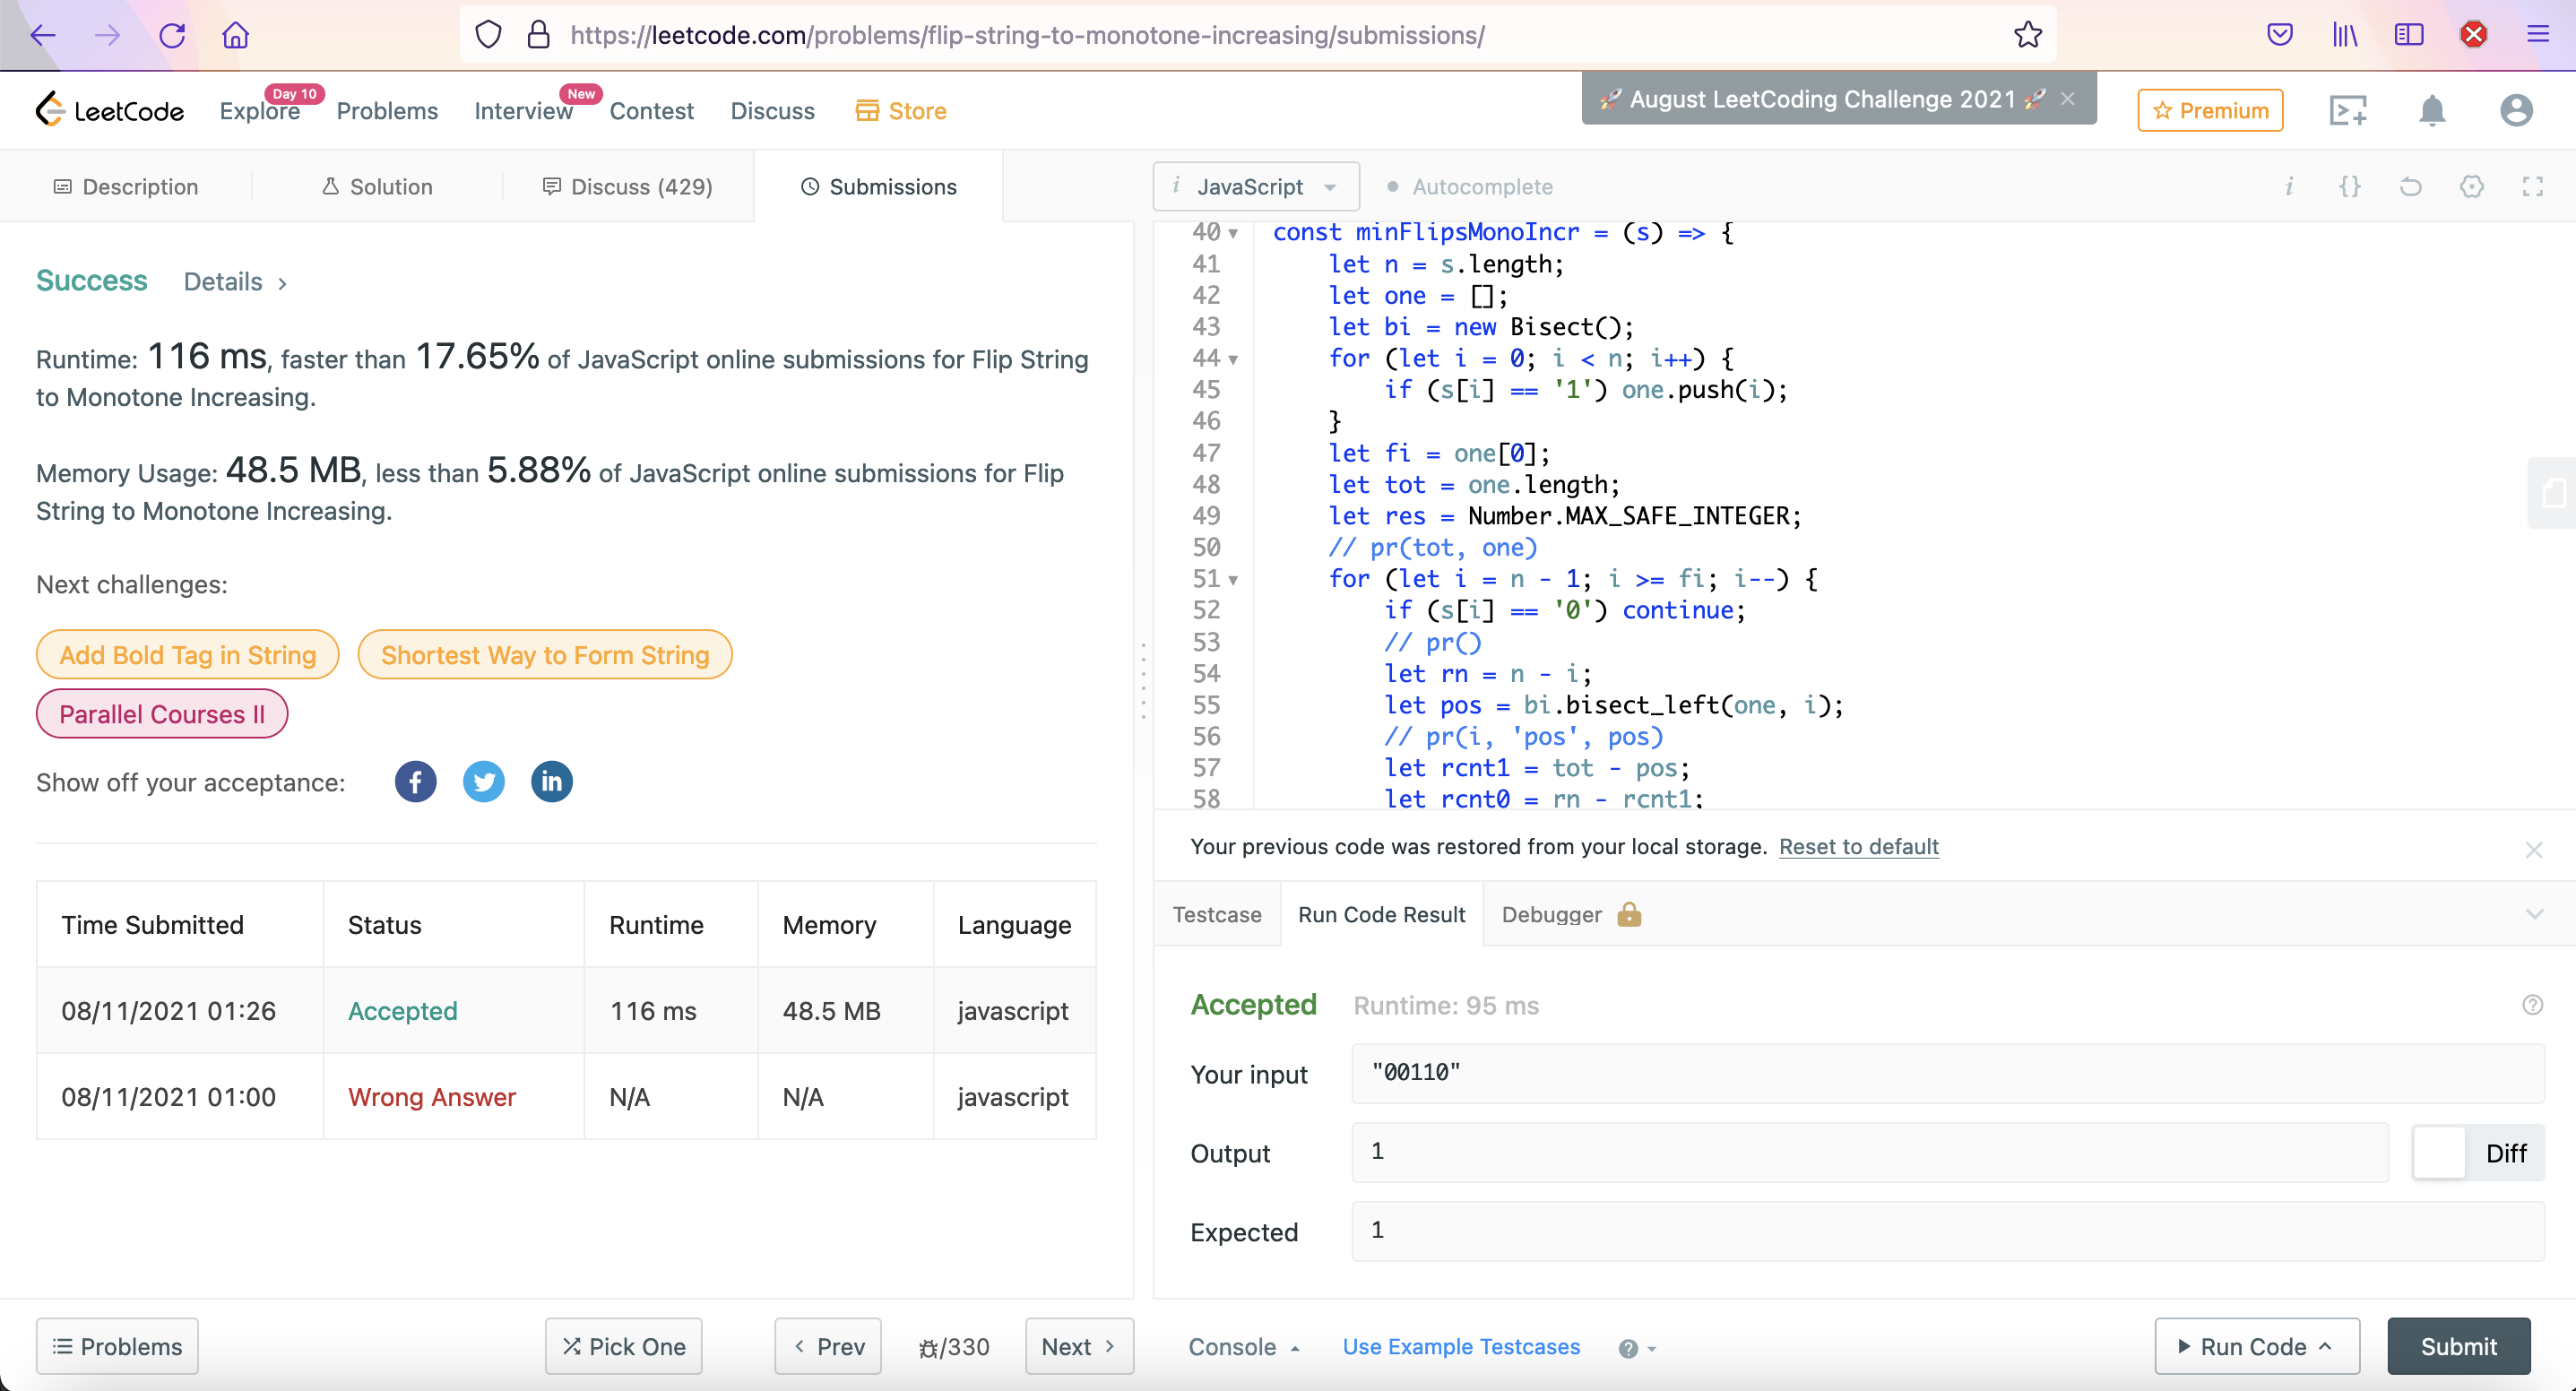 https://leetcode.com/problems/flip-string-to-monotone-increasing/submissions/
LeetCode
Explore
Day 10
Problems
Interview
New
Contest
Discuss
Store
🚀 August LeetCoding Challenge 2021 🚀 ×
Premium
Description
Solution
Discuss (429)
Submissions
Success Details >
Runtime: 116 ms, faster than 17.65% of JavaScript online submissions for Flip String
to Monotone Increasing.
Memory Usage: 48.5 MB, less than 5.88% of JavaScript online submissions for Flip
String to Monotone Increasing.
Next challenges:
Add Bold Tag in String
Shortest Way to Form String
Parallel Courses II
Show off your acceptance:
Time Submitted Status Runtime Memory Language
08/11/2021 01:26 Accepted 116 ms 48.5 MB javascript
08/11/2021 01:00 Wrong Answer N/A N/A javascript
Problems
Pick One
< Prev
/330
Next >
i JavaScript
Autocomplete
i {}
40 const minFlipsMonoIncr = (s) => {
41 let n = s.length;
42 let one = [];
43 let bi = new Bisect();
44 for (let i = 0; i < n; i++) {
45 if (s[i] == '1') one.push(i);
46 }
47 let fi = one[0];
48 let tot = one.length;
49 let res = Number.MAX_SAFE_INTEGER;
50 // pr(tot, one)
51 for (let i = n - 1; i >= fi; i--) {
52 if (s[i] == '0') continue;
53 // pr()
54 let rn = n - i;
55 let pos = bi.bisect_left(one, i);
56 // pr(i, 'pos', pos)
57 let rcnt1 = tot - pos;
58 let rcnt0 = rn - rcnt1;
Your previous code was restored from your local storage. Reset to default
Testcase
Run Code Result
Debugger
Accepted Runtime: 95 ms
Your input "00110"
Output 1
Diff
Expected 1
Console
Use Example Testcases
Run Code
Submit